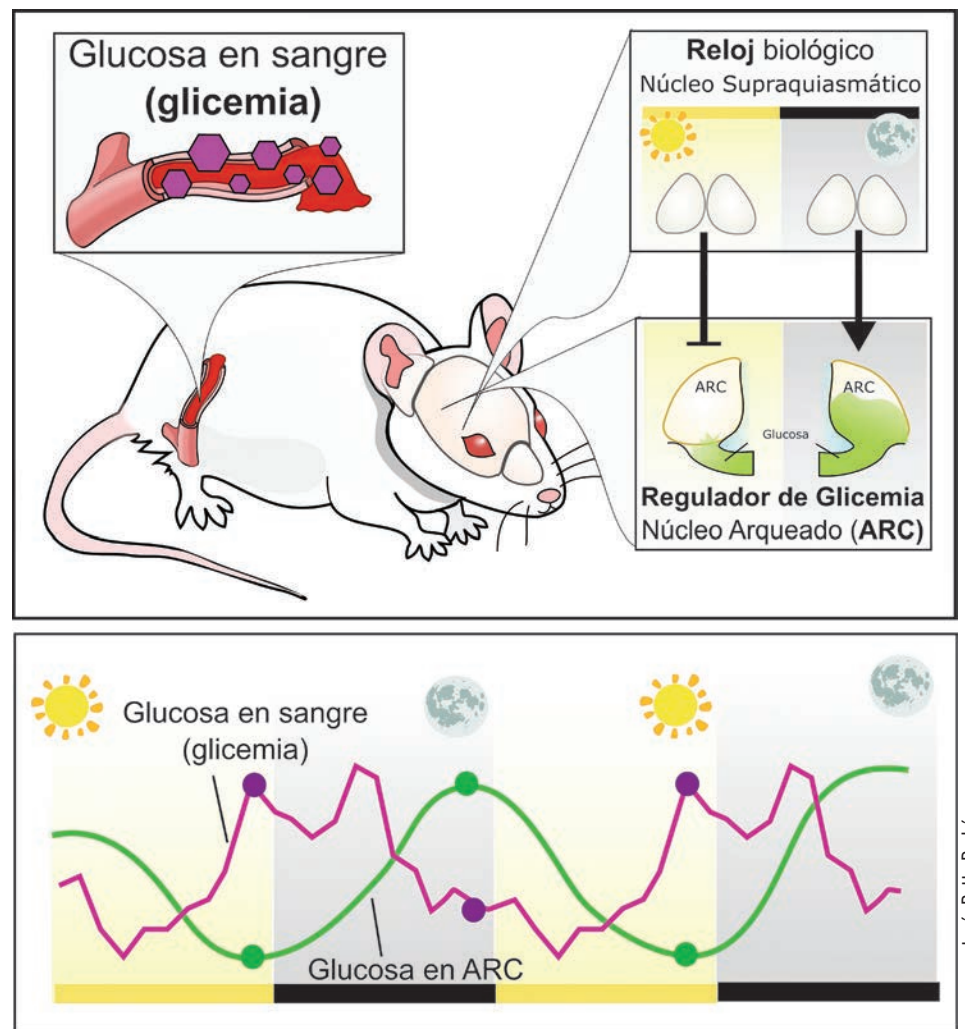 Glucosa en sangre
(glicemia)
Reloj biológico
Núcleo Supraquiasmático
ARC
ARC
Glucosa
Regulador de Glicemia
Núcleo Arqueado (ARC)
Glucosa en sangre
(glicemia)
Glucosa en ARC